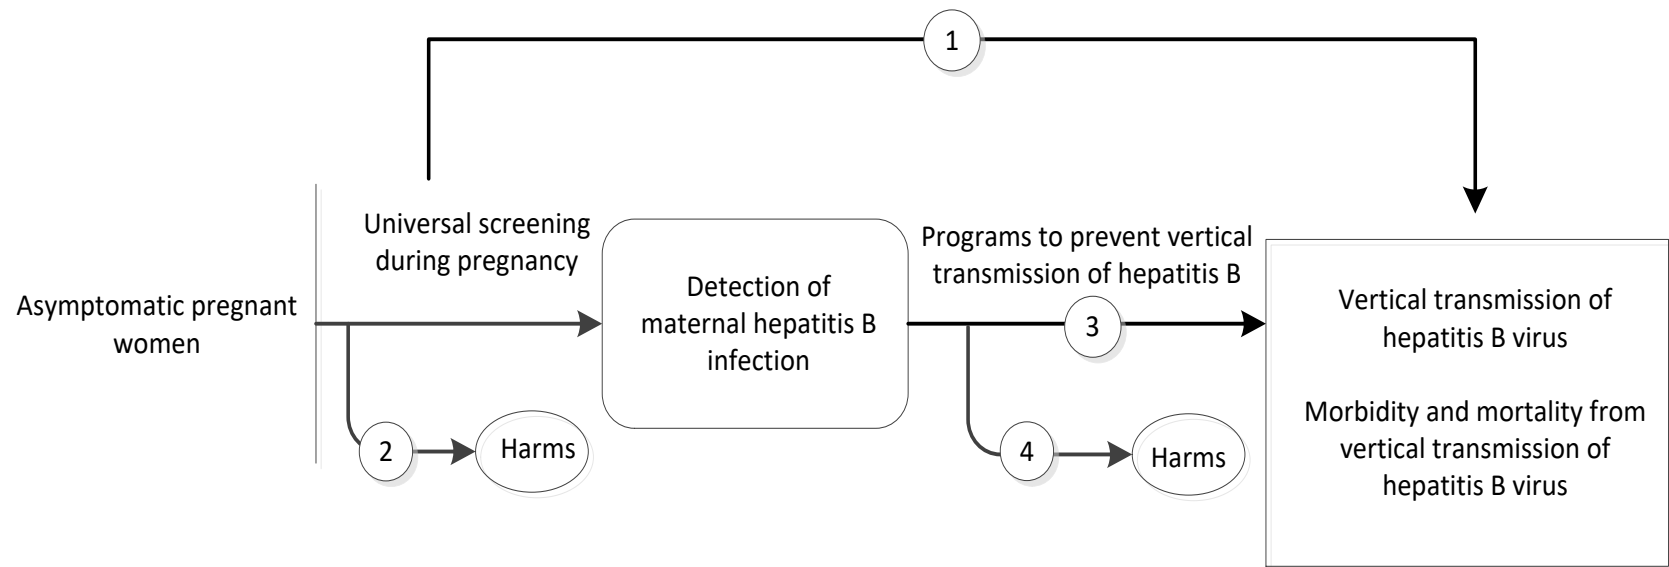 1
Universal screening
during pregnancy
Programs to prevent vertical
transmission of hepatitis B
Asymptomatic pregnant
women
Detection of
maternal hepatitis B
infection
3
Vertical transmission of
hepatitis B virus
Morbidity and mortality from
vertical transmission of
hepatitis B virus
2
Harms
4
Harms